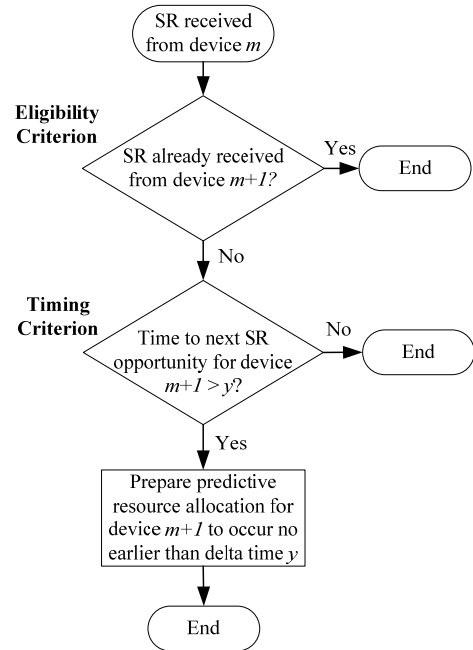 SR received
from device m
Eligibility
Criterion
SR already received
from device m+1?
Yes
End
No
Timing
Criterion
Time to next SR
opportunity for device
m+1 > y?
No
End
Yes
Prepare predictive
resource allocation for
device m+1 to occur no
earlier than delta time y
End